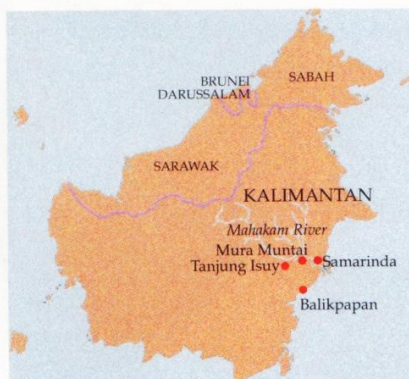 BRUNEI
DARUSSALAM
SABAH
SARAWAK
KALIMANTAN
Mahakam River
Mura Muntai
Tanjung Isuy
Samarinda
Balikpapan